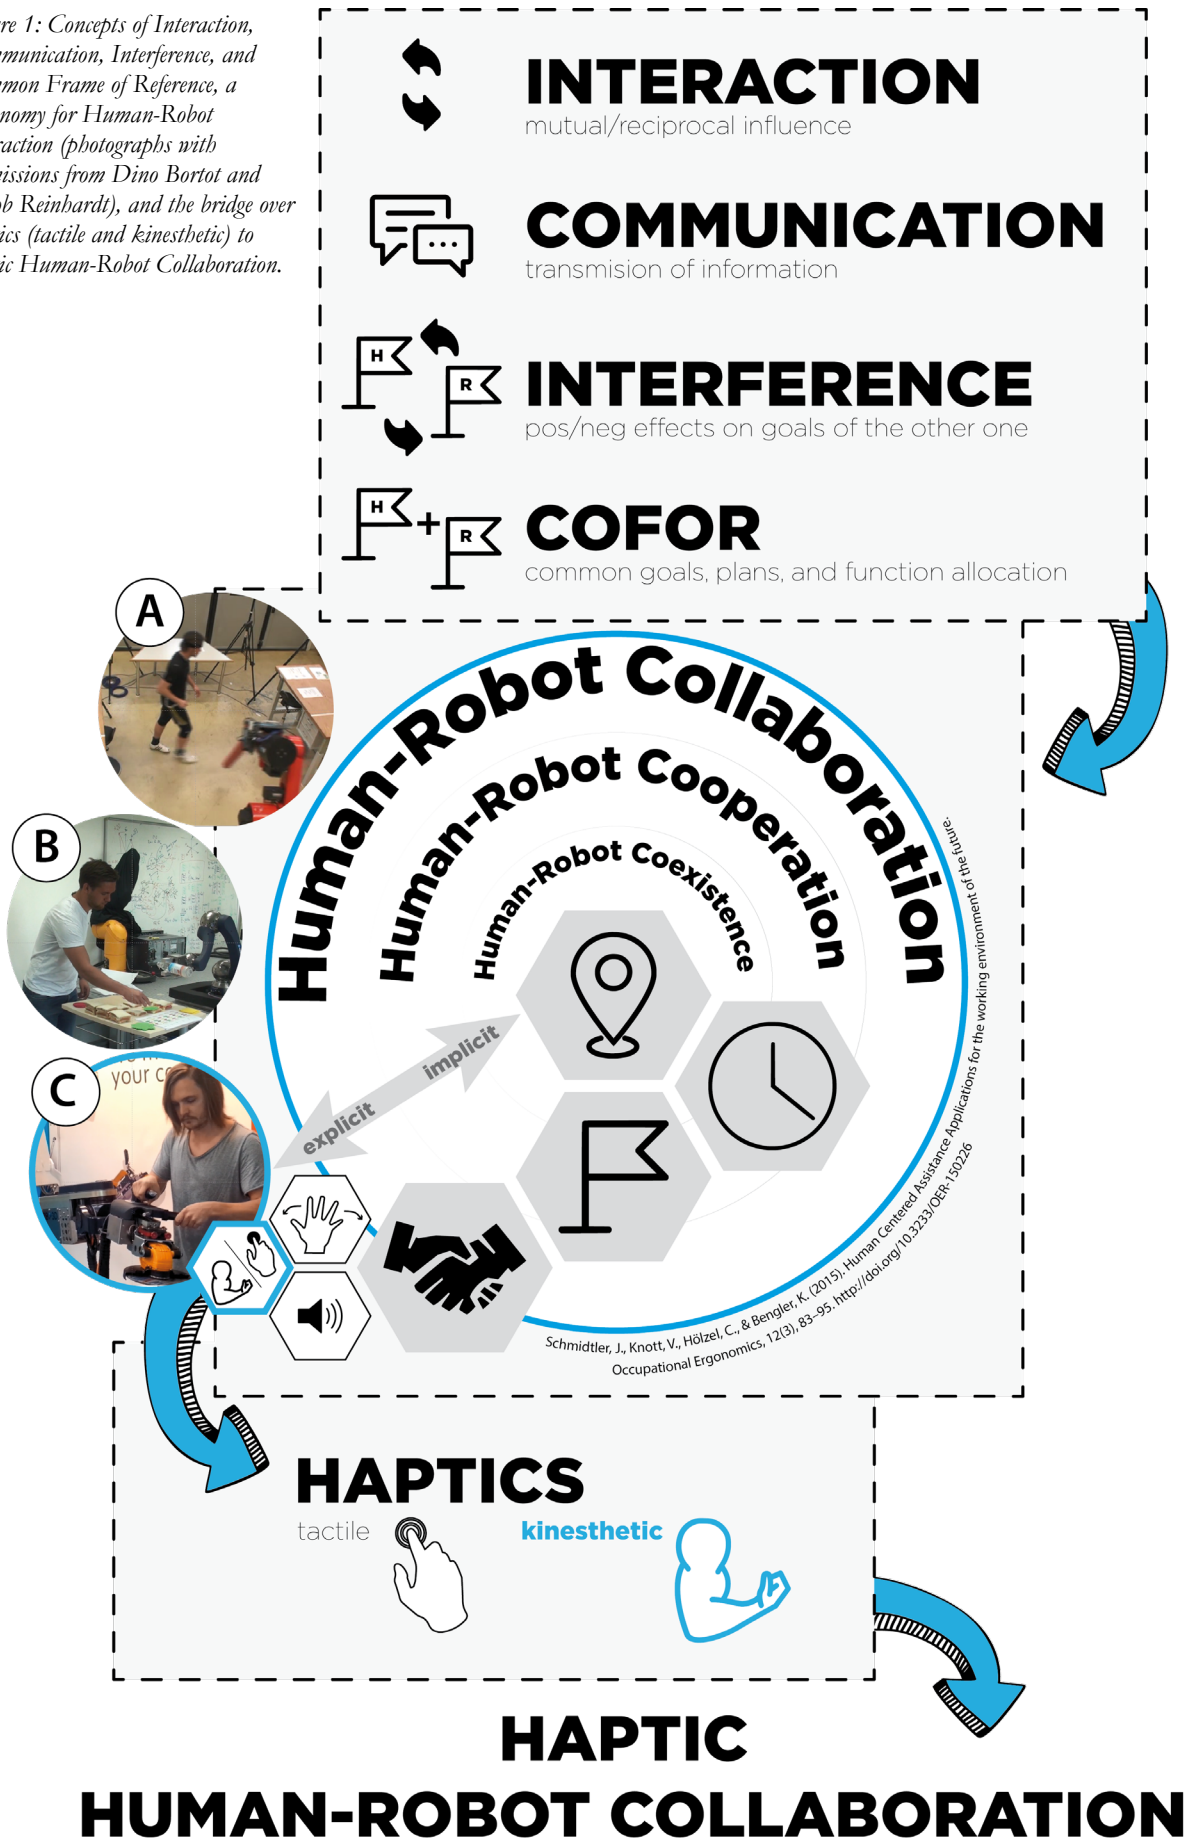 re 1: Concepts of Interaction,
munication, Interference, and
mon Frame of Reference, a
nomy for Human-Robot
raction (photographs with
issions from Dino Bortot and
b Reinhardt), and the bridge over
ics (tactile and kinesthetic) to
ic Human-Robot Collaboration.
INTERACTION
mutual/reciprocal influence
COMMUNICATION
transmision of information
H
R
INTERFERENCE
pos/neg effects on goals of the other one
H
+
R
COFOR
common goals, plans, and function allocation
A
B
C
your co
Human-Robot Collaboration
Human-Robot Cooperation
Human-Robot Coexistence
implicit
explicit
Schmidtler, J., Knott, V., Hölzel, C., & Bengler, K. (2015). Human Centered Assistance Applications for the working environment of the future.
Occupational Ergonomics, 12(3), 83–95. http://doi.org/10.3233/OER-150226
HAPTICS
tactile
kinesthetic
HAPTIC
HUMAN-ROBOT COLLABORATION